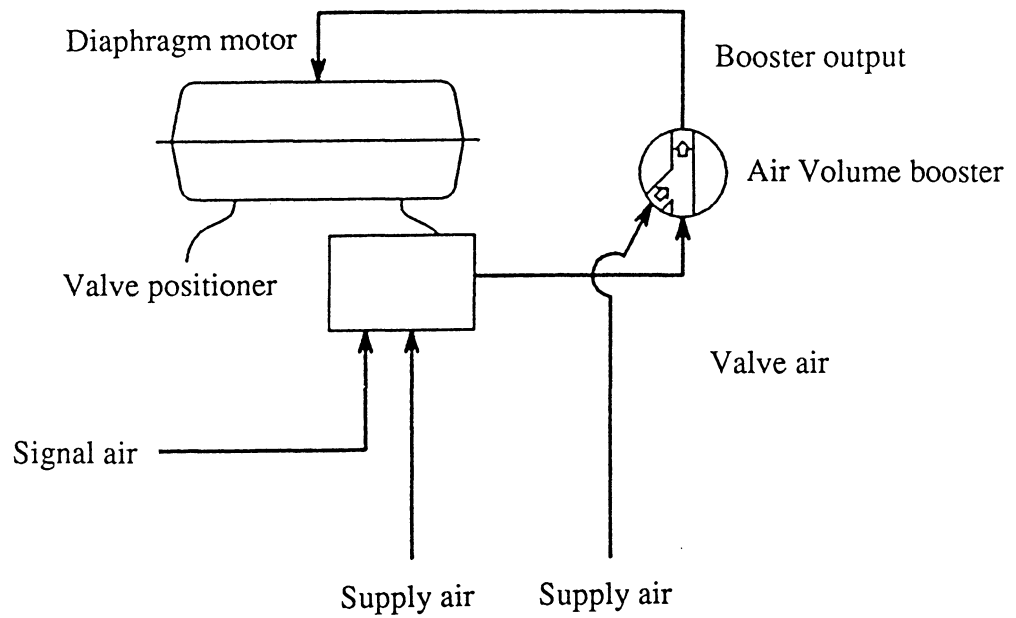 Diaphragm motor
Booster output
Air Volume booster
Valve positioner
Valve air
Signal air
Supply air
Supply air